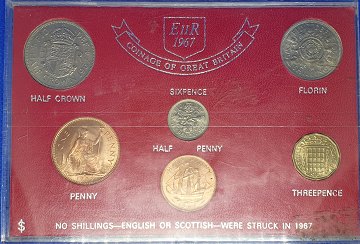 EIIR
1967
COINAGE OF GREAT BRITAIN
HALF CROWN
SIXPENCE
FLORIN
HALF PENNY
PENNY
THREEPENCE
$
NO SHILLINGS—ENGLISH OR SCOTTISH—WERE STRUCK IN 1967